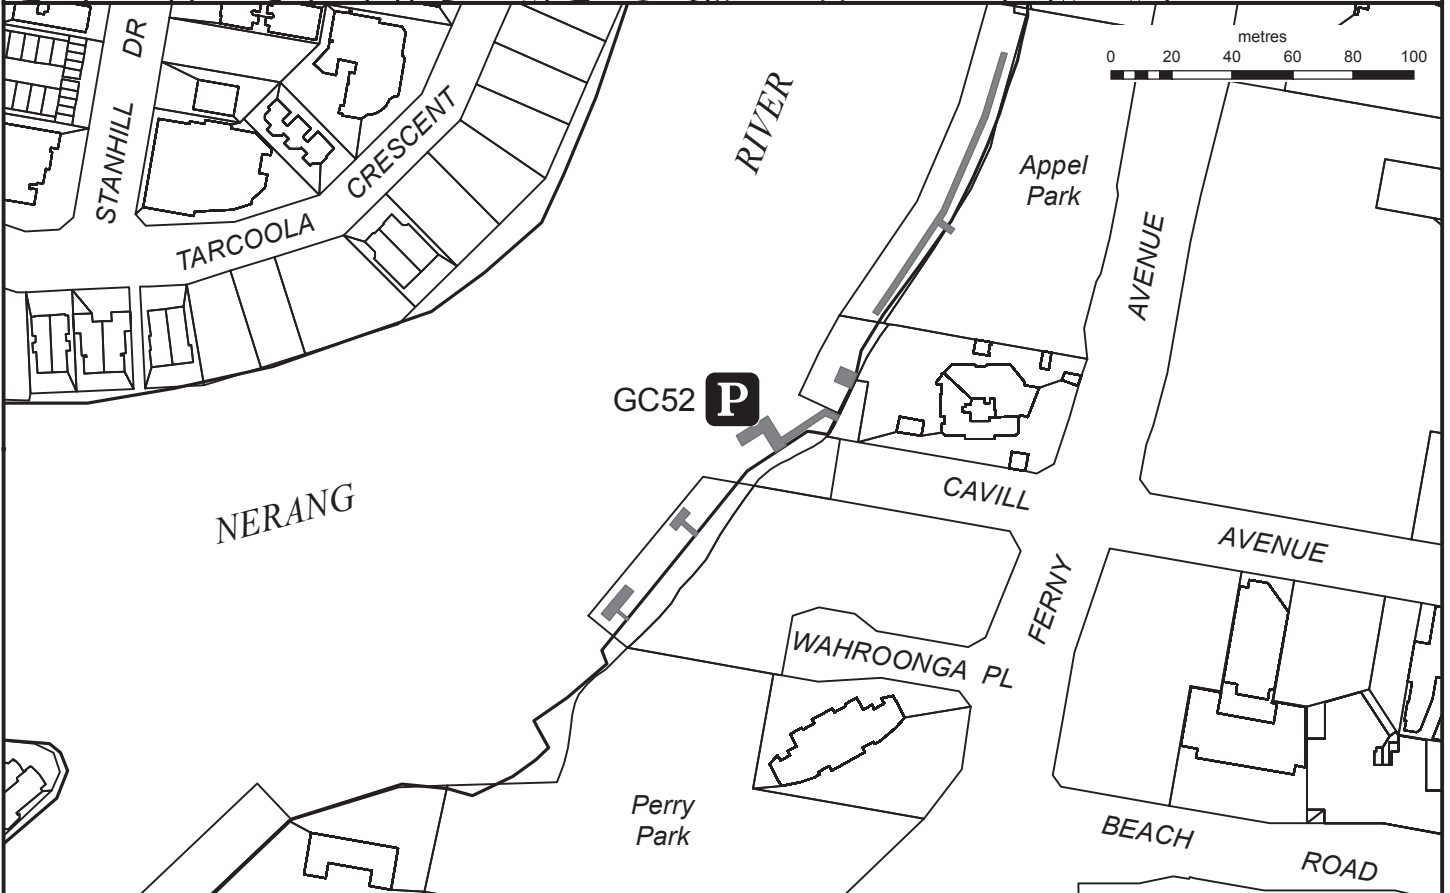 metres
0 20 40 60 80 100
STANHILL DR
TARCOOLA CRESCENT
RIVER
Appel
Park
AVENUE
GC52 P
NERANG
CAVILL
AVENUE
FERNY
WAHROONGA PL
Perry
Park
BEACH
ROAD